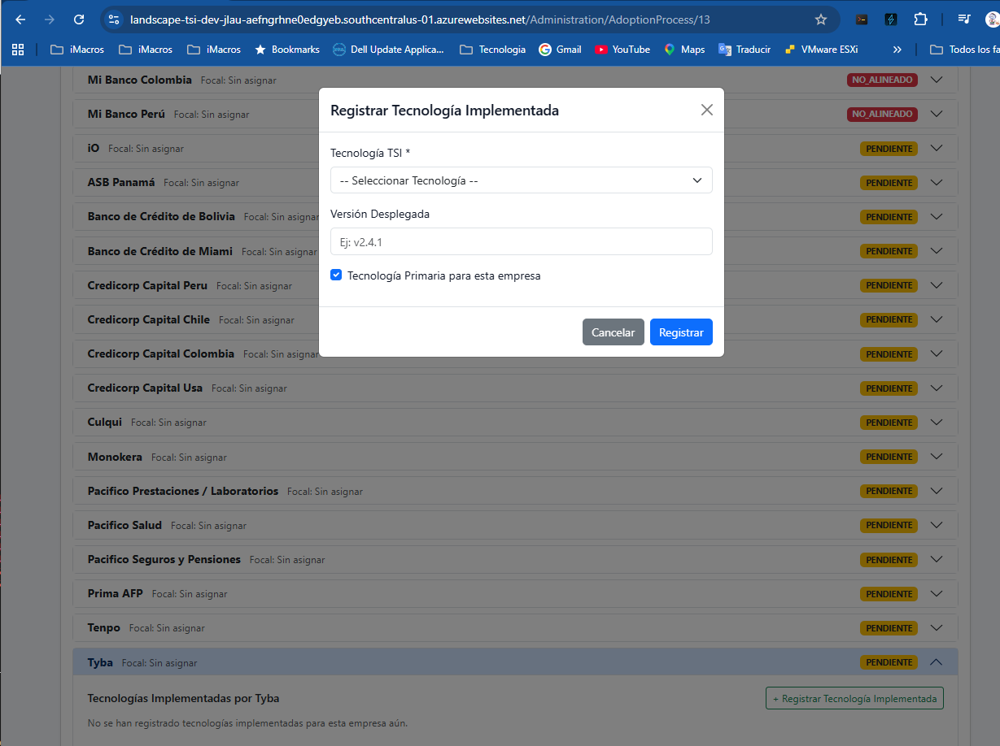 landscape-tsi-dev-jlau-aefngrhne0edgyeb.southcentralus-01.azurewebsites.net/Administration/AdoptionProcess/13
iMacros iMacros iMacros Bookmarks Dell Update Applica... Tecnologia Gmail YouTube Maps Traducir VMware ESXi » Todos los fa
Mi Banco Colombia Focal: Sin asignar NO_ALINEADO
Mi Banco Perú Focal: Sin asignar NO_ALINEADO
iO Focal: Sin asignar PENDIENTE
ASB Panamá Focal: Sin asignar PENDIENTE
Banco de Crédito de Bolivia Focal: Sin asignar PENDIENTE
Banco de Crédito de Miami Focal: Sin asignar PENDIENTE
Credicorp Capital Peru Focal: Sin asignar PENDIENTE
Credicorp Capital Chile Focal: Sin asignar PENDIENTE
Credicorp Capital Colombia Focal: Sin asignar PENDIENTE
Credicorp Capital Usa Focal: Sin asignar PENDIENTE
Culqui Focal: Sin asignar PENDIENTE
Monokera Focal: Sin asignar PENDIENTE
Pacifico Prestaciones / Laboratorios Focal: Sin asignar PENDIENTE
Pacifico Salud Focal: Sin asignar PENDIENTE
Pacifico Seguros y Pensiones Focal: Sin asignar PENDIENTE
Prima AFP Focal: Sin asignar PENDIENTE
Tenpo Focal: Sin asignar PENDIENTE
Tyba Focal: Sin asignar PENDIENTE
Tecnologías Implementadas por Tyba + Registrar Tecnología Implementada
No se han registrado tecnologías implementadas para esta empresa aún.
Registrar Tecnología Implementada
Tecnología TSI *
-- Seleccionar Tecnología --
Versión Desplegada
Ej: v2.4.1
Tecnología Primaria para esta empresa
Cancelar Registrar